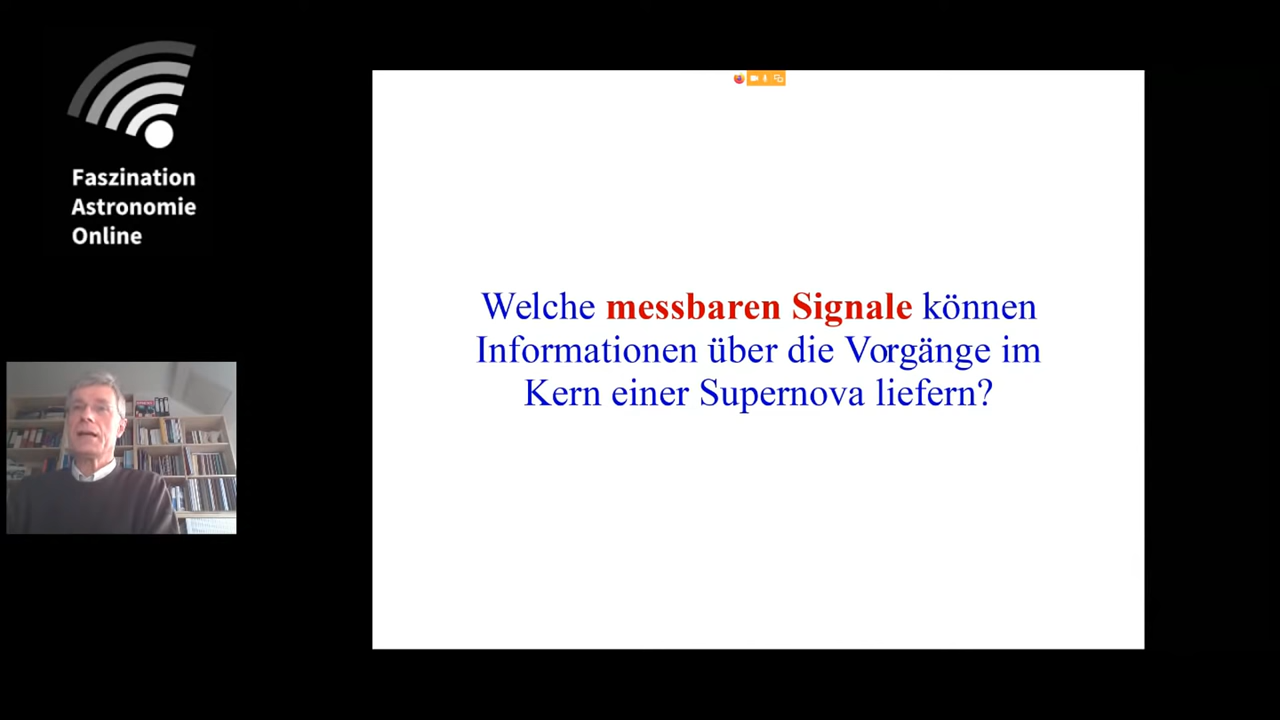 Faszination
Astronomie
Online
Welche messbaren Signale können
Informationen über die Vorgänge im
Kern einer Supernova liefern?